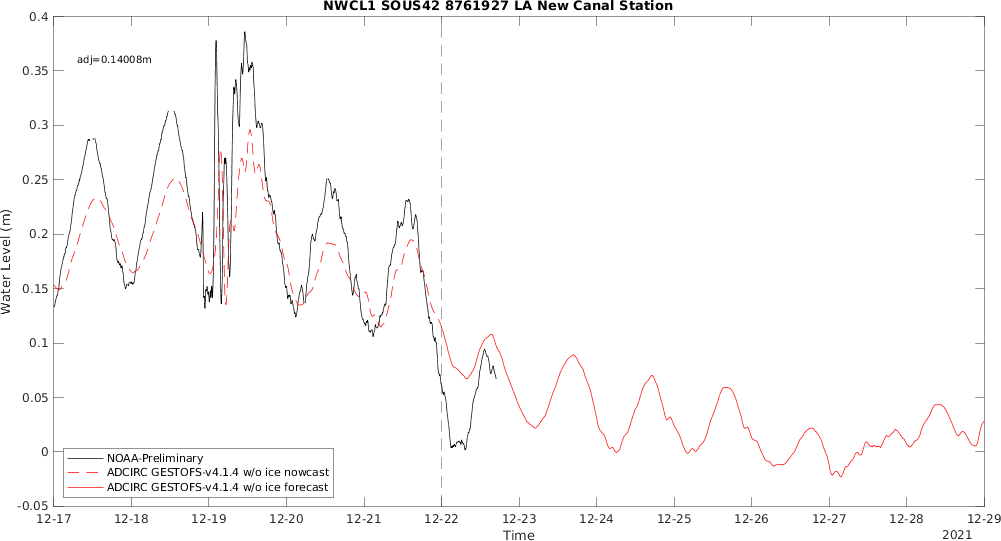 NWCL1 SOUS42 8761927 LA New Canal Station
adj=0.14008m
Water Level (m)
0.4
0.35
0.3
0.25
0.2
0.15
0.1
0.05
0
-0.05
NOAA-Preliminary
ADCIRC GESTOFS-v4.1.4 w/o ice nowcast
ADCIRC GESTOFS-v4.1.4 w/o ice forecast
12-17 12-18 12-19 12-20 12-21 12-22 12-23 12-24 12-25 12-26 12-27 12-28 12-29
Time
2021